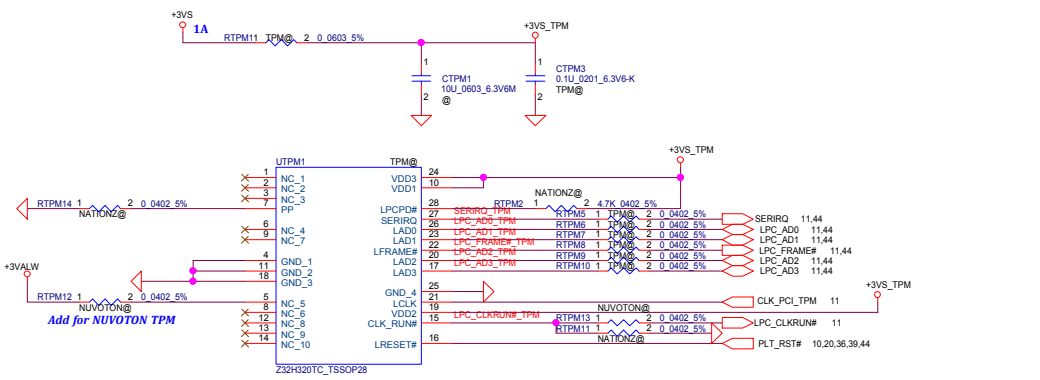 +3VS
1A
RTPM11 TPM@ 2 0_0603_5%
+3VS_TPM
1
CTPM1
10U_0603_6.3V6M
@
2
1
CTPM3
0.1U_0201_6.3V6-K
TPM@
2
UTPM1 TPM@
+3VS_TPM
1 NC_1
2 NC_2
3 NC_3
RTPM14 1 2 0_0402_5% 7 PP
NATIONZ@
6 NC_4
9 NC_7
4 GND_1
11 GND_2
18 GND_3
+3VALW
RTPM12 1 2 0_0402_5% 5 NC_5
NUVOTON@
Add for NUVOTON TPM
8 NC_6
12 NC_8
13 NC_9
14 NC_10
VDD3 24
VDD1 10
NATIONZ@
LPCPD# 28 RTPM2 1 2 4.7K_0402_5%
SERIRQ 27 SERIRQ_TPM RTPM5 1 TPM@ 2 0_0402_5% SERIRQ 11,44
LAD0 26 LPC_AD0_TPM RTPM6 1 TPM@ 2 0_0402_5% LPC_AD0 11,44
LAD1 23 LPC_AD1_TPM RTPM7 1 TPM@ 2 0_0402_5% LPC_AD1 11,44
LFRAME# 22 LPC_FRAME#_TPM RTPM8 1 TPM@ 2 0_0402_5% LPC_FRAME# 11,44
LAD2 20 LPC_AD2_TPM RTPM9 1 TPM@ 2 0_0402_5% LPC_AD2 11,44
LAD3 17 LPC_AD3_TPM RTPM10 1 TPM@ 2 0_0402_5% LPC_AD3 11,44
GND_4 25
LCLK 21 CLK_PCI_TPM 11
+3VS_TPM
VDD2 19
NUVOTON@
CLK_RUN# 15 LPC_CLKRUN#_TPM RTPM13 1 2 0_0402_5% LPC_CLKRUN# 11
RTPM11 1 2 0_0402_5%
NATIONZ@
LRESET# 16 PLT_RST# 10,20,36,39,44
Z32H320TC_TSSOP28